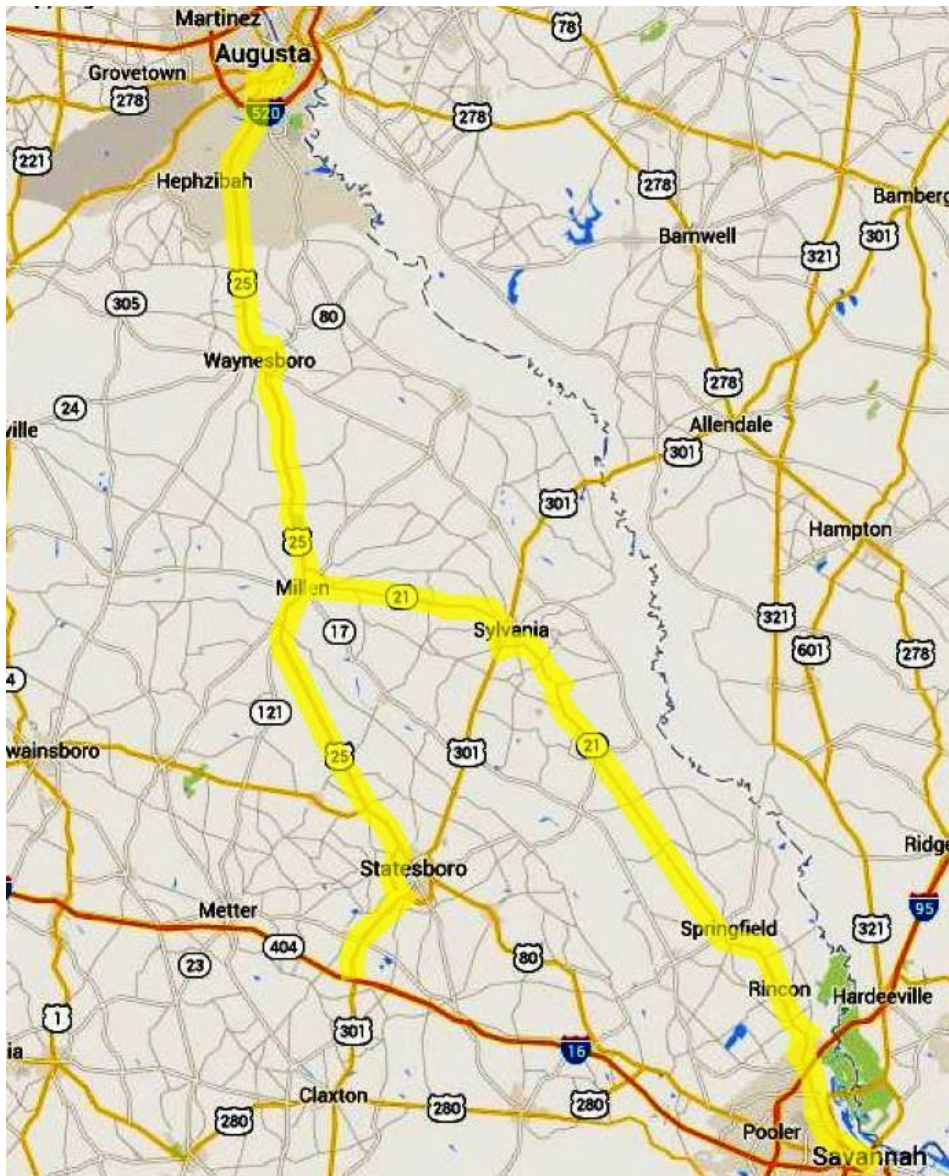 Martinez
78
Augusta
Grovetown
278
520
278
221
278
Hephzibah
Bamberg
301
Barnwell
321
25
305
80
Waynesboro
278
24
ville
Allendale
301
301
25
Hampton
Millen
21
321
17
Sylvania
601
278
4
121
wainsboro
301
21
25
Ridge
Statesboro
95
Metter
Springfield
321
404
80
23
Rincon
Hardeeville
1
301
16
ia
Claxton
280
280
280
Pooler
Savannah